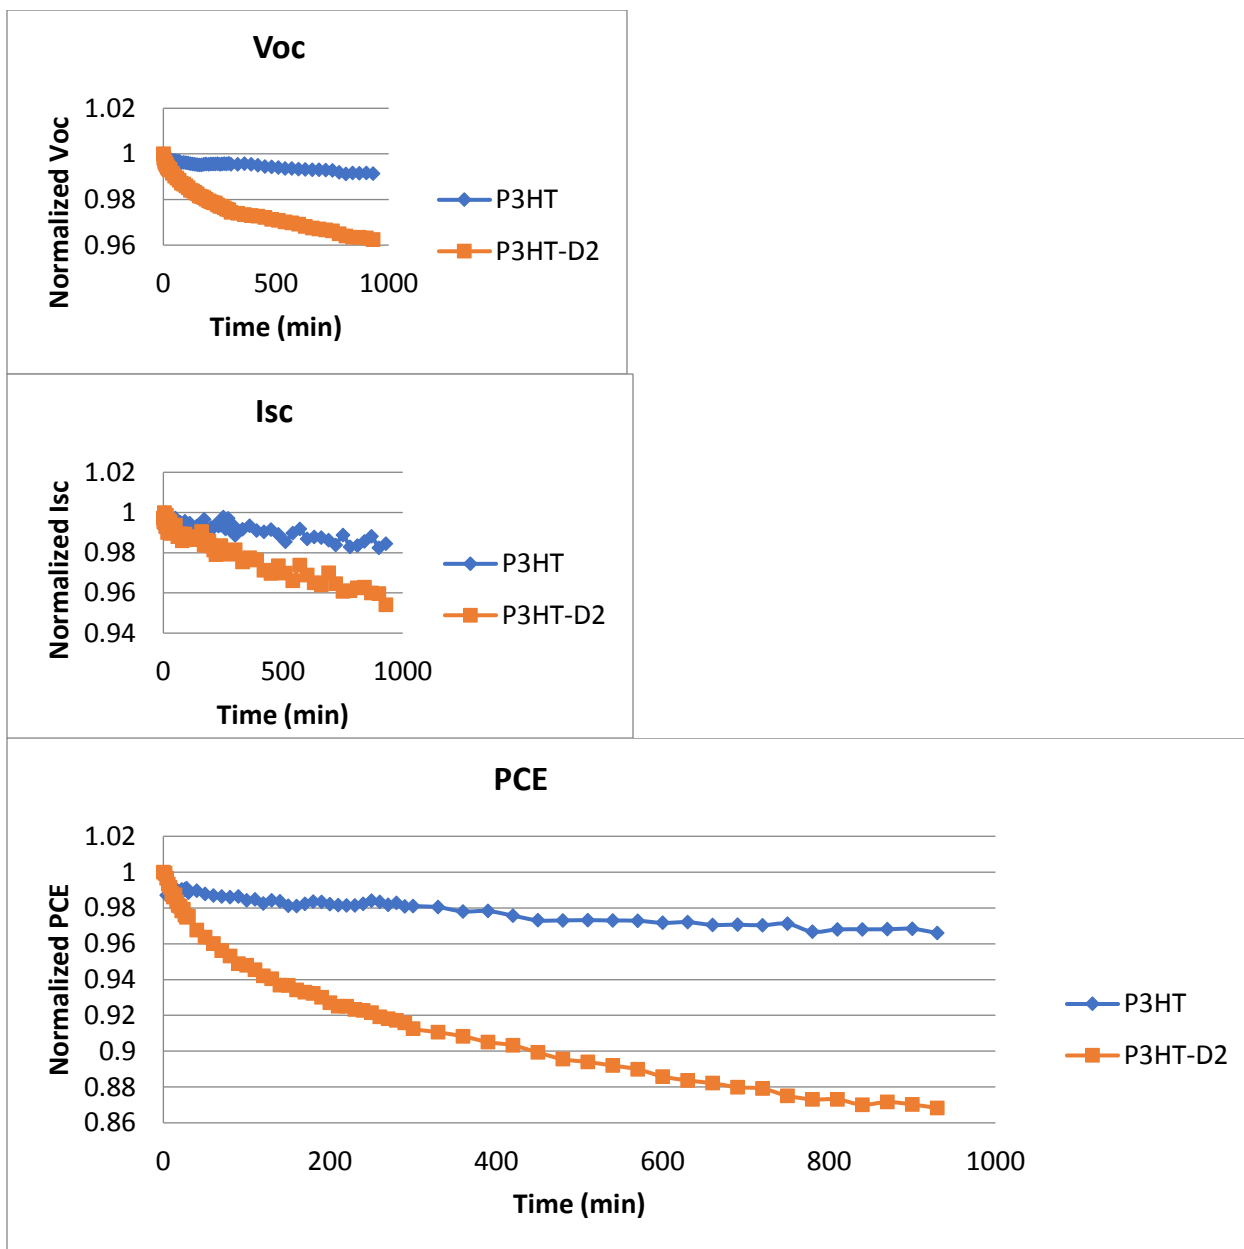 Voc
Normalized Voc
1.02
1
0.98
0.96
0
500
1000
Time (min)
P3HT
P3HT-D2
Isc
Normalized Isc
1.02
1
0.98
0.96
0.94
0
500
1000
Time (min)
P3HT
P3HT-D2
PCE
Normalized PCE
1.02
1
0.98
0.96
0.94
0.92
0.9
0.88
0.86
0
200
400
600
800
1000
Time (min)
P3HT
P3HT-D2